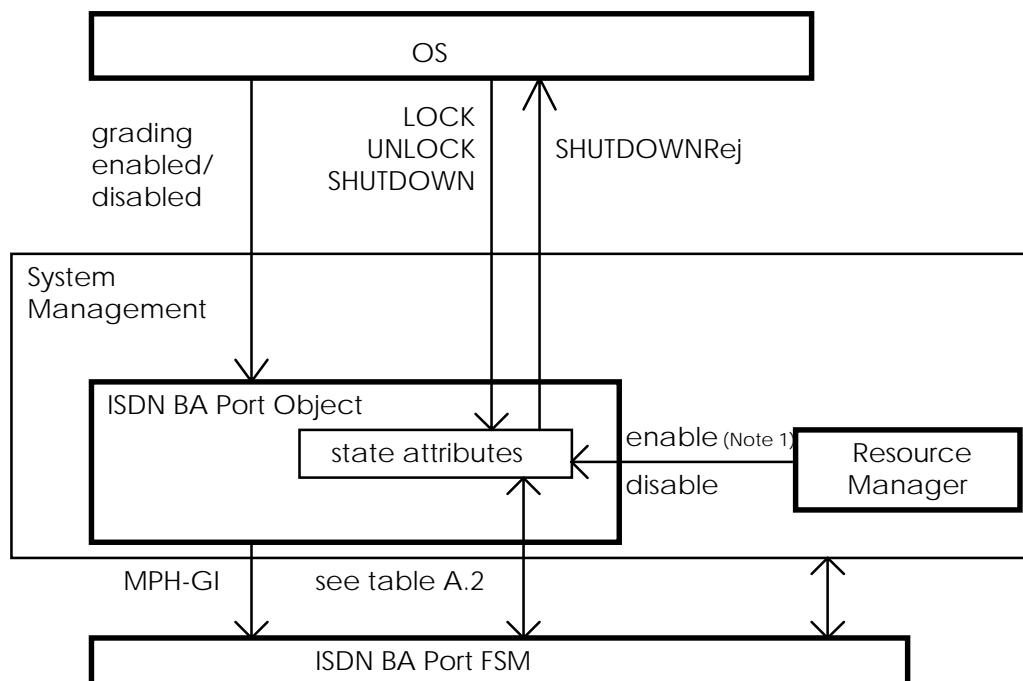 OS
grading
enabled/
disabled
LOCK
UNLOCK
SHUTDOWN
SHUTDOWNRej
System
Management
ISDN BA Port Object
state attributes
enable (Note 1)
disable
Resource
Manager
MPH-GI
see table A.2
ISDN BA Port FSM